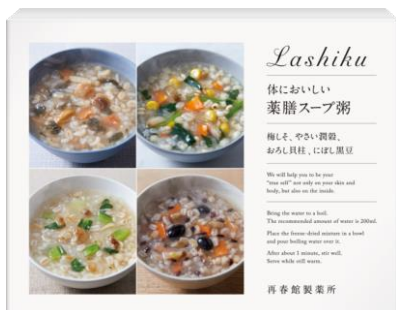 Lashiku
体においしい
薬膳スープ粥
梅しそ、やさい潤穀、
おろし貝柱、にぼし黒豆
We will help you to be your
"true self" not only on your skin and
body, but also on the inside.
Bring the water to a boil.
The recommended amount of water is 200ml.
Place the freeze-dried mixture in a bowl
and pour boiling water over it.
After about 1 minute, stir well.
Serve while still warm.
再春館製薬所